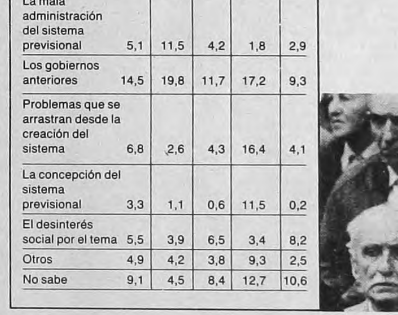 La mala
administración
del sistema
previsional 5,1 11,5 4,2 1,8 2,9
Los gobiernos
anteriores 14,5 19,8 11,7 17,2 9,3
Problemas que se
arrastran desde la
creación del
sistema 6,8 2,6 4,3 16,4 4,1
La concepción del
sistema
previsional 3,3 1,1 0,6 11,5 0,2
El desinterés
social por el tema 5,5 3,9 6,5 3,4 8,2
Otros 4,9 4,2 3,8 9,3 2,5
No sabe 9,1 4,5 8,4 12,7 10,6